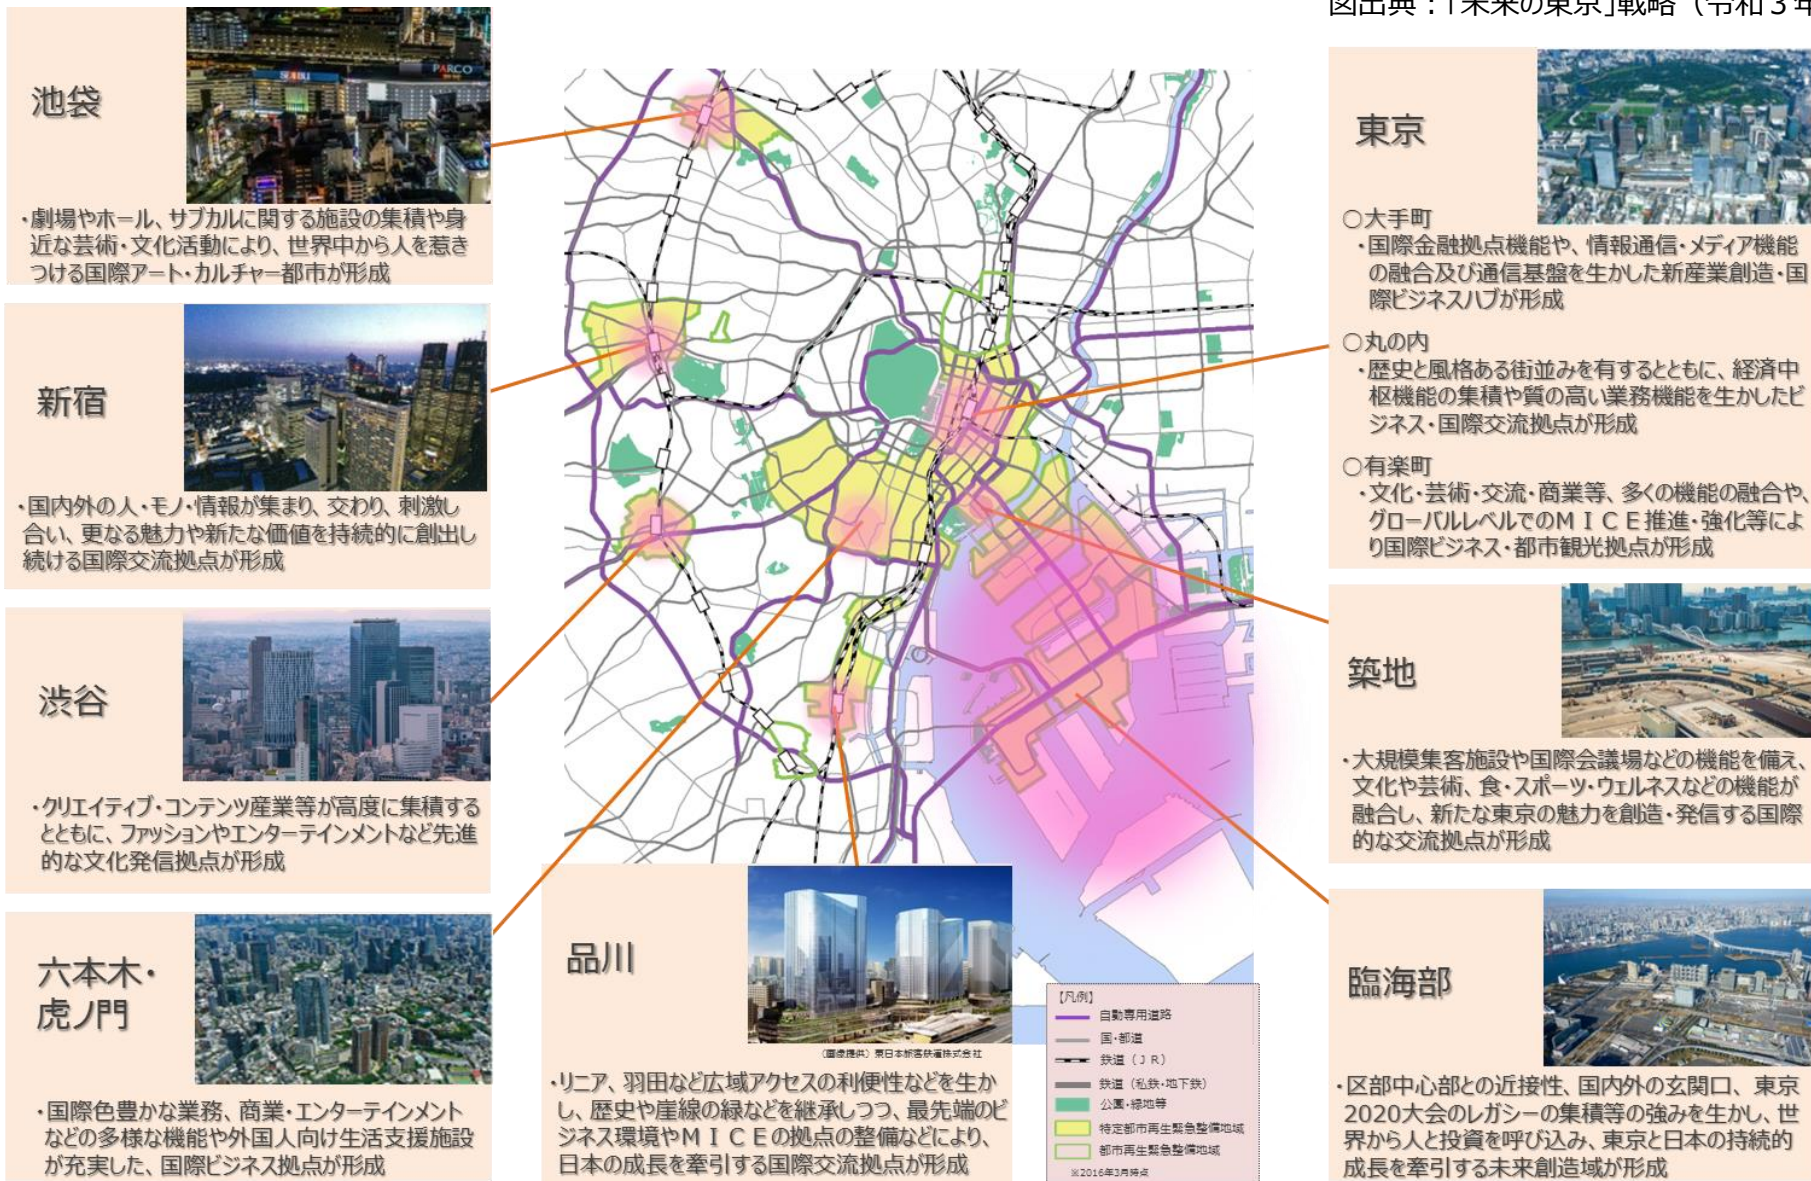 図出典：「未来の東京」戦略（令和３年
池袋
SEIBU
PARCO
・劇場やホール、サブカルに関する施設の集積や身
近な芸術・文化活動により、世界中から人を惹き
つける国際アート・カルチャー都市が形成
新宿
・国内外の人・モノ・情報が集まり、交わり、刺激し
合い、更なる魅力や新たな価値を持続的に創出し
続ける国際交流拠点が形成
渋谷
・クリエイティブ・コンテンツ産業等が高度に集積する
とともに、ファッションやエンターテインメントなど先進
的な文化発信拠点が形成
六本木・
虎ノ門
・国際色豊かな業務、商業・エンターテインメント
などの多様な機能や外国人向け生活支援施設
が充実した、国際ビジネス拠点が形成
品川
（画像提供）東日本旅客鉄道株式会社
・リニア、羽田など広域アクセスの利便性などを生か
し、歴史や崖線の緑などを継承しつつ、最先端のビ
ジネス環境やＭＩＣＥの拠点の整備などにより、
日本の成長を牽引する国際交流拠点が形成
【凡例】
自動専用道路
国・都道
鉄道（ＪＲ）
鉄道（私鉄・地下鉄）
公園・緑地等
特定都市再生緊急整備地域
都市再生緊急整備地域
※2016年3月時点
東京
○大手町
・国際金融拠点機能や、情報通信・メディア機能
の融合及び通信基盤を生かした新産業創造・国
際ビジネスハブが形成
○丸の内
・歴史と風格ある街並みを有するとともに、経済中
枢機能の集積や質の高い業務機能を生かしたビ
ジネス・国際交流拠点が形成
○有楽町
・文化・芸術・交流・商業等、多くの機能の融合や、
グローバルレベルでのＭＩＣＥ推進・強化等によ
り国際ビジネス・都市観光拠点が形成
築地
・大規模集客施設や国際会議場などの機能を備え、
文化や芸術、食・スポーツ・ウェルネスなどの機能が
融合し、新たな東京の魅力を創造・発信する国際
的な交流拠点が形成
臨海部
・区部中心部との近接性、国内外の玄関口、東京
2020大会のレガシーの集積等の強みを生かし、世
界から人と投資を呼び込み、東京と日本の持続的
成長を牽引する未来創造域が形成